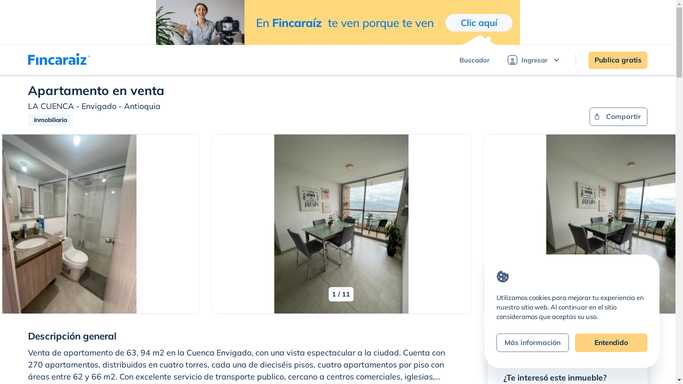 En Fincaraíz te ven porque te ven
Clic aquí
Fincaraíz
Buscador
Ingresar
Publica gratis
Apartamento en venta
LA CUENCA - Envigado - Antioquia
Inmobiliaria
Compartir
1 / 11
Utilizamos cookies para mejorar tu experiencia en
nuestro sitio web. Al continuar en el sitio
consideramos que aceptas su uso.
Más información
Entendido
Descripción general
Venta de apartamento de 63, 94 m2 en la Cuenca Envigado, con una vista espectacular a la ciudad. Cuenta con
270 apartamentos, distribuidos en cuatro torres, cada una de dieciséis pisos, cuatro apartamentos por piso con
áreas entre 62 y 66 m2. Con excelente servicio de transporte publico, cercano a centros comerciales, iglesias,...
¿Te interesó este inmueble?